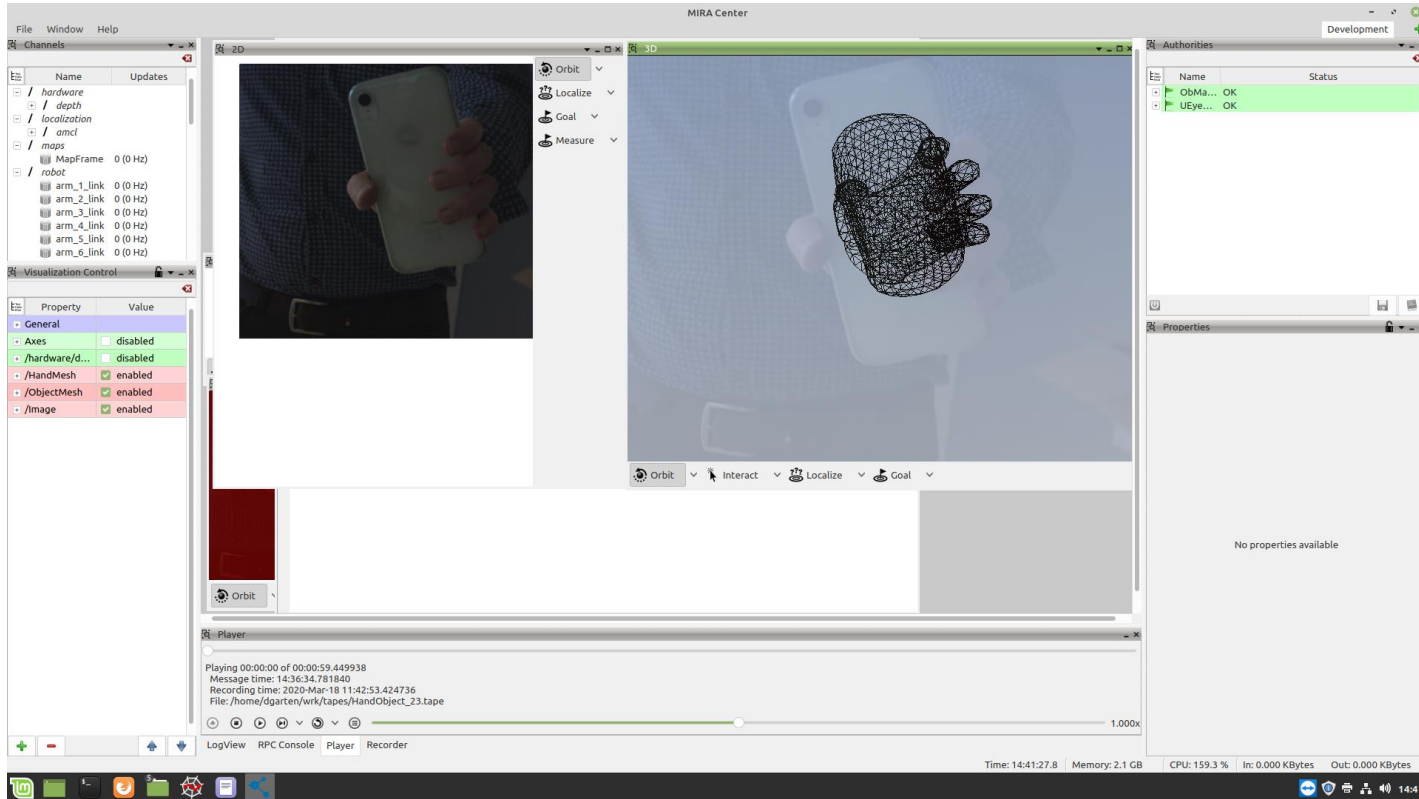 MIRA Center
File Window Help
Development
Channels
Name Updates
/ hardware
/ depth
/ localization
/ amcl
/ maps
MapFrame 0 (0 Hz)
/ robot
arm_1_link 0 (0 Hz)
arm_2_link 0 (0 Hz)
arm_3_link 0 (0 Hz)
arm_4_link 0 (0 Hz)
arm_5_link 0 (0 Hz)
arm_6_link 0 (0 Hz)
Visualization Control
Property Value
General
Axes disabled
/hardware/d... disabled
/HandMesh enabled
/ObjectMesh enabled
/Image enabled
2D
Orbit
??? Localize
Goal
Measure
3D
Orbit Interact ??? Localize Goal
Orbit
Authorities
Name Status
ObMa... OK
UEye... OK
Properties
No properties available
Player
Playing 00:00:00 of 00:00:59.449938
Message time: 14:36:34.781840
Recording time: 2020-Mar-18 11:42:53.424736
File: /home/dgarten/wrk/tapes/HandObject_23.tape
1.000x
LogView RPC Console Player Recorder
Time: 14:41:27.8 Memory: 2.1 GB CPU: 159.3 % In: 0.000 KBytes Out: 0.000 KBytes
5
14:4